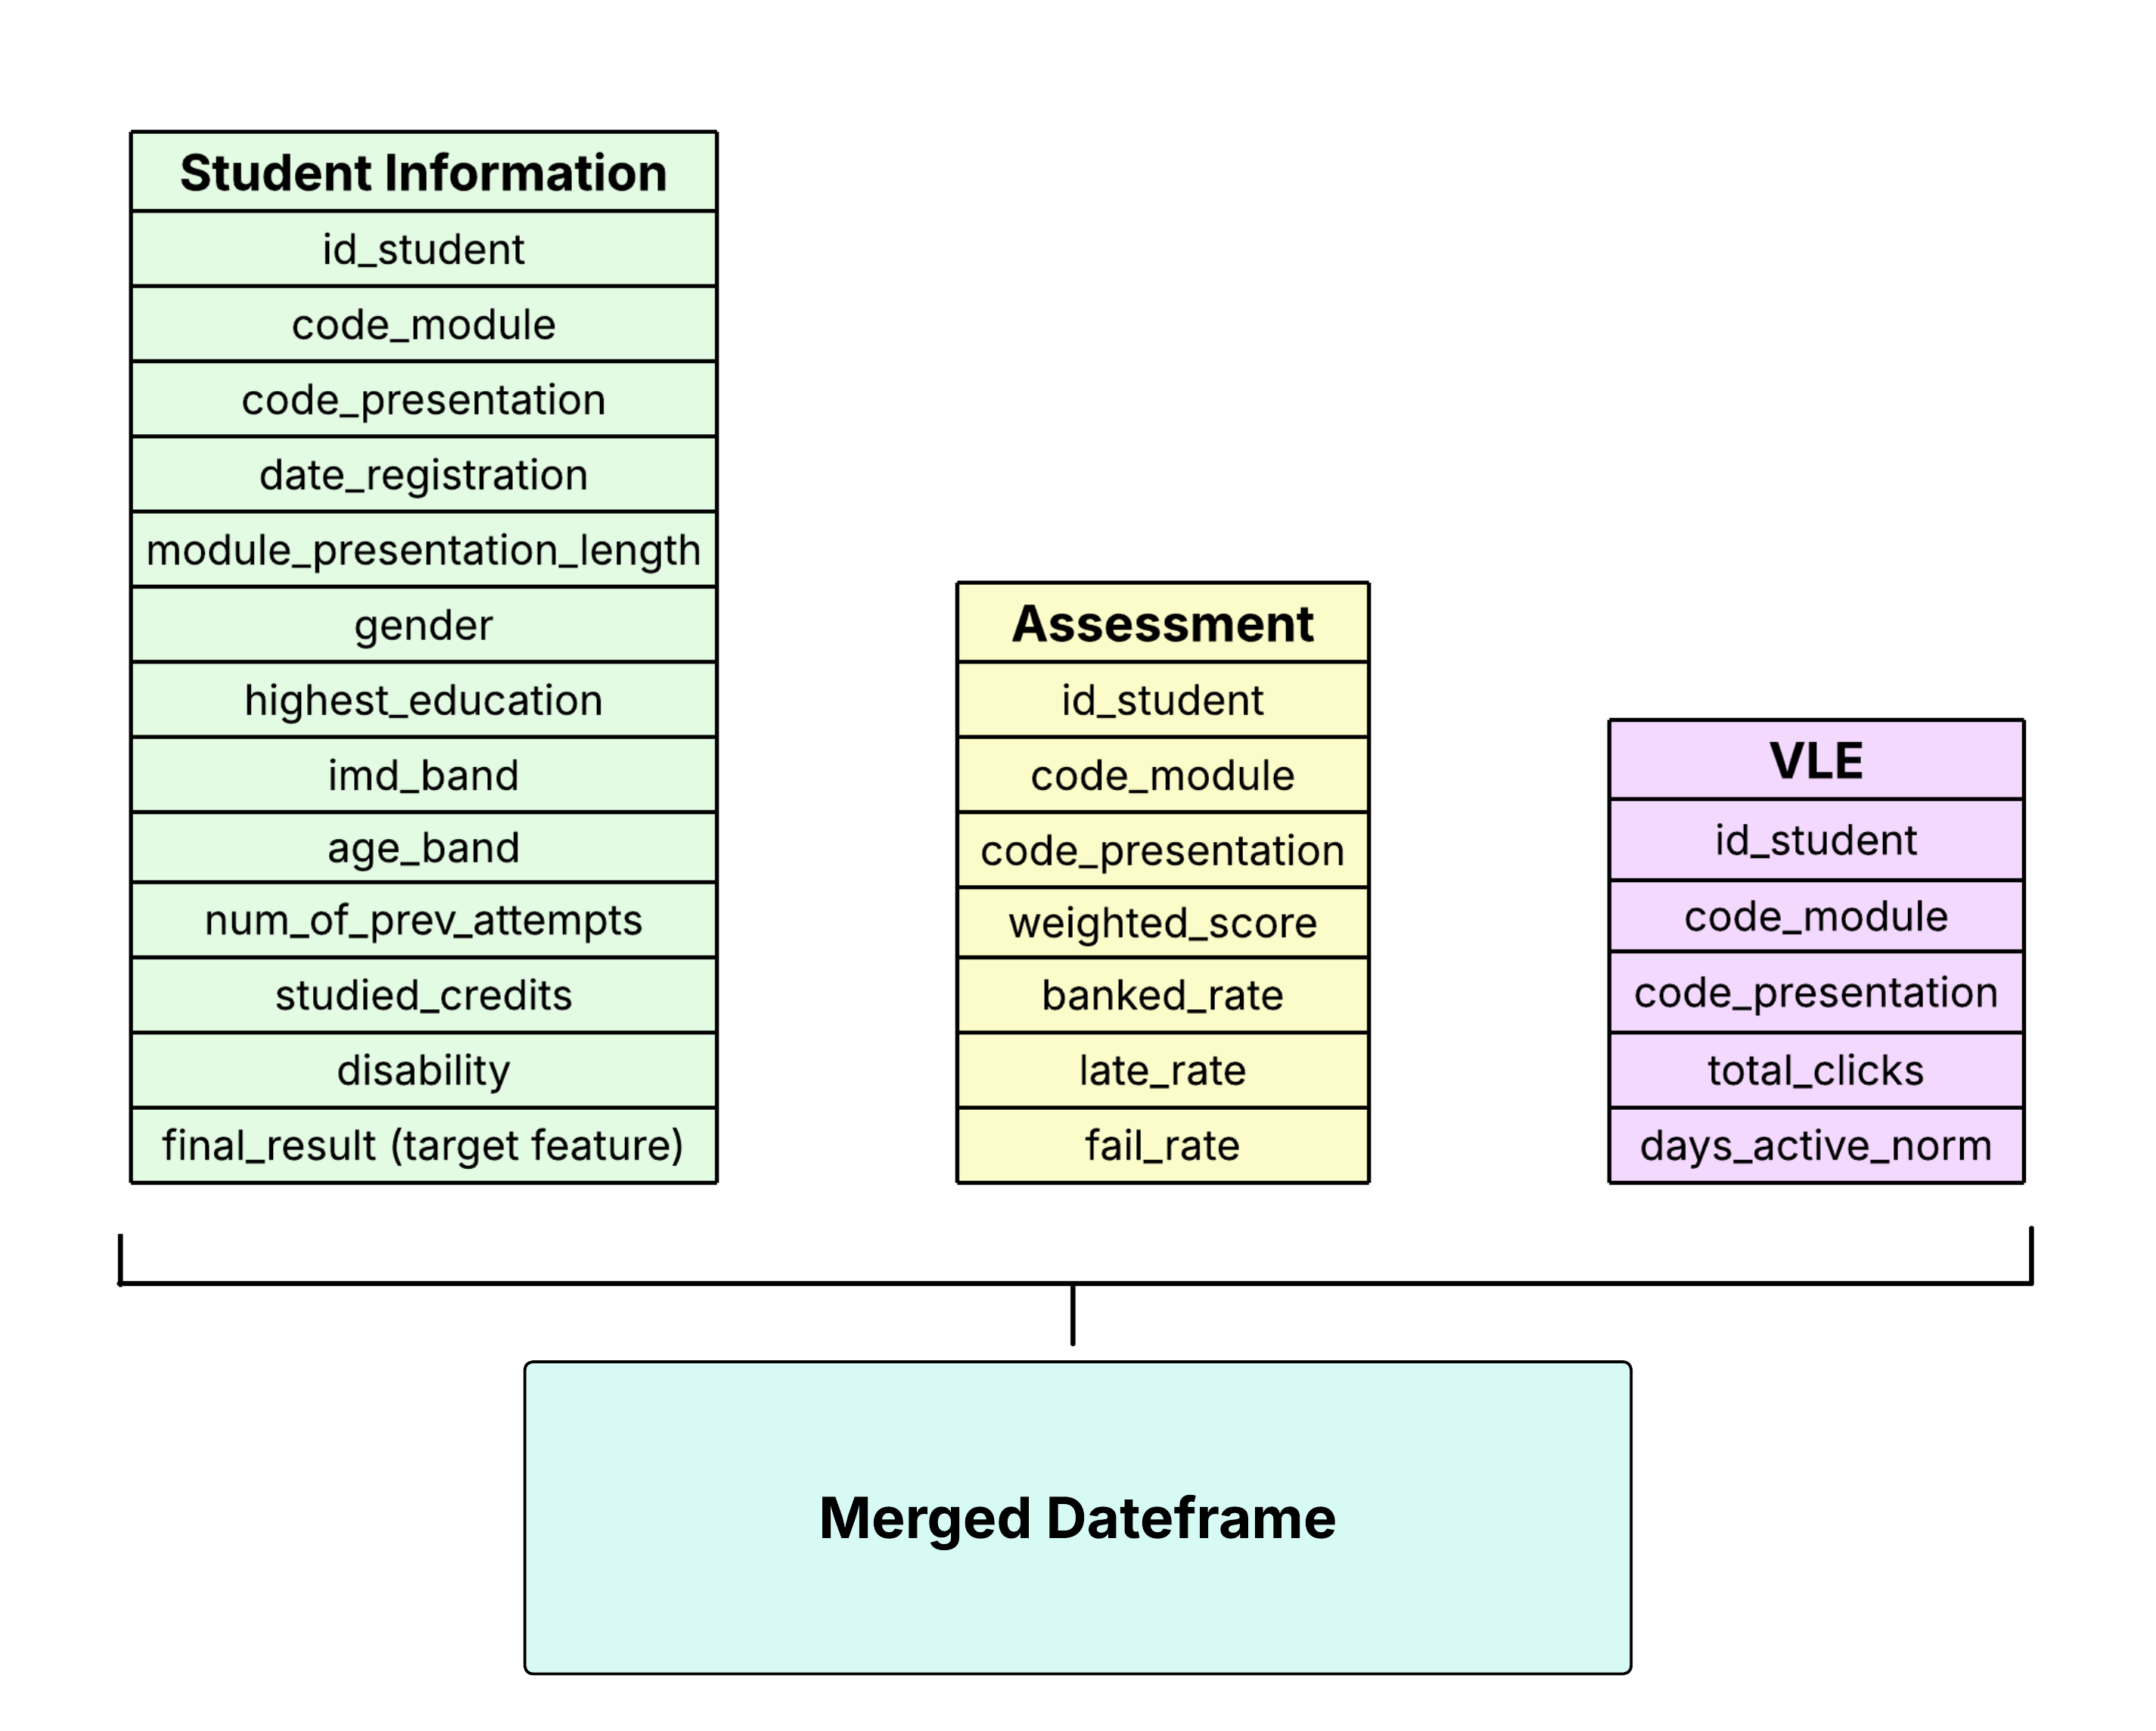 Student Information
id_student
code_module
code_presentation
date_registration
module_presentation_length
gender
highest_education
imd_band
age_band
num_of_prev_attempts
studied_credits
disability
final_result (target feature)
Assessment
id_student
code_module
code_presentation
weighted_score
banked_rate
late_rate
fail_rate
VLE
id_student
code_module
code_presentation
total_clicks
days_active_norm
Merged Dateframe